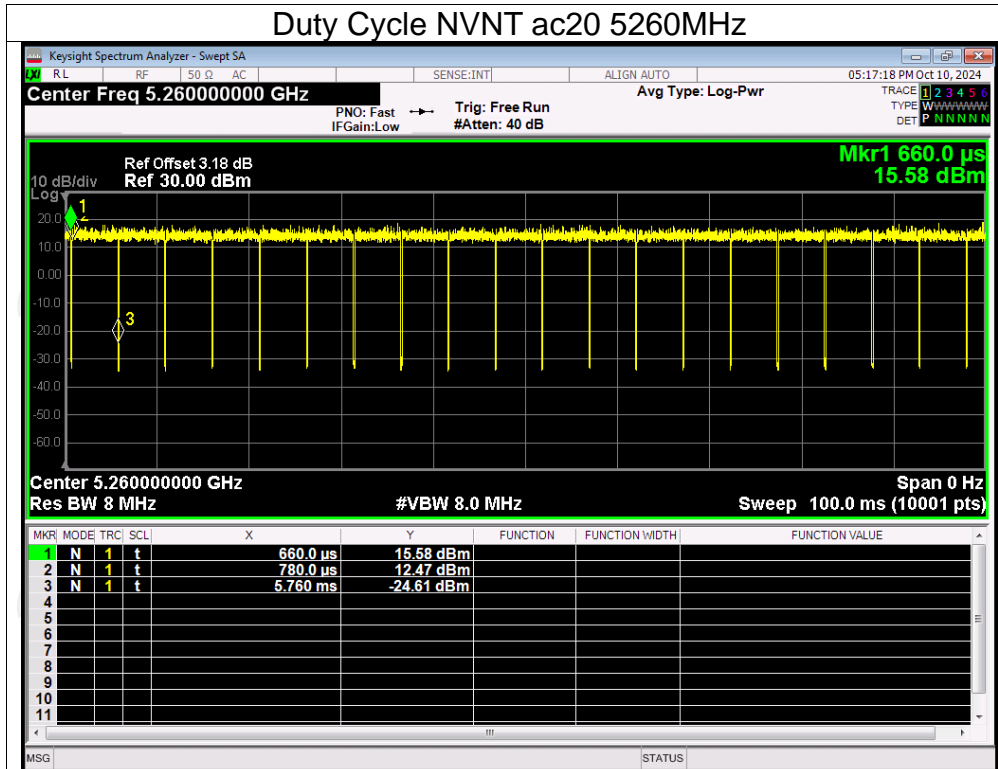 Duty Cycle NVNT ac20 5260MHz
Keysight Spectrum Analyzer - Swept SA
LXI RL RF 50 Ω AC SENSE:INT ALIGN AUTO 05:17:18 PM Oct 10, 2024
Center Freq 5.260000000 GHz Avg Type: Log-Pwr TRACE 1 2 3 4 5 6
PNO: Fast Trig: Free Run TYPE WWWWWW
IFGain:Low #Atten: 40 dB DET P N N N N N
Mkr1 660.0 µs
Ref Offset 3.18 dB
10 dB/div Ref 30.00 dBm 15.58 dBm
Log
1
20.0 2
10.0
0.00
-10.0
3
-20.0
-30.0
-40.0
-50.0
-60.0
Center 5.260000000 GHz Span 0 Hz
Res BW 8 MHz #VBW 8.0 MHz Sweep 100.0 ms (10001 pts)
MKR MODE TRC SCL X Y FUNCTION FUNCTION WIDTH FUNCTION VALUE
1 N 1 t 660.0 µs 15.58 dBm
2 N 1 t 780.0 µs 12.47 dBm
3 N 1 t 5.760 ms -24.61 dBm
4
5
6
7
8
9
10
11
MSG STATUS